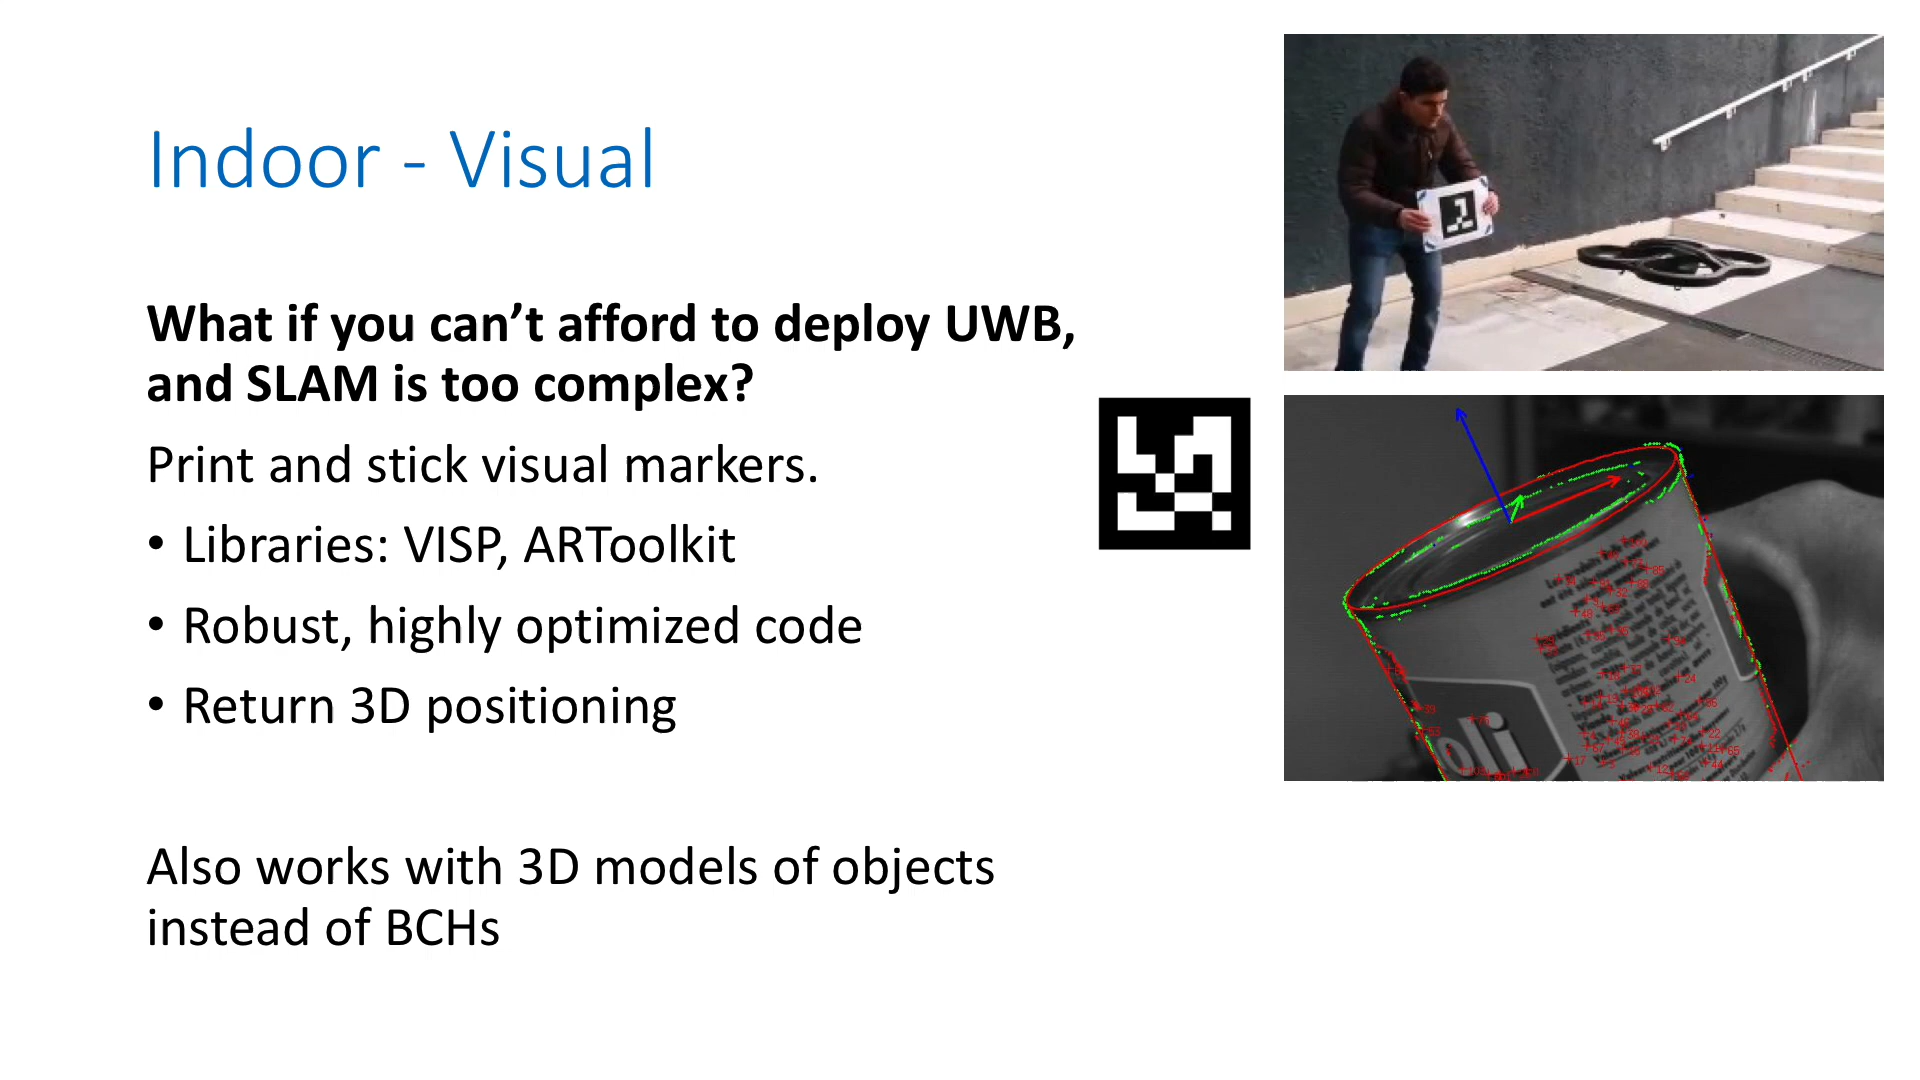 Indoor - Visual
What if you can’t afford to deploy UWB,
and SLAM is too complex?
Print and stick visual markers.
• Libraries: VISP, ARToolkit
• Robust, highly optimized code
• Return 3D positioning
Also works with 3D models of objects
instead of BCHs